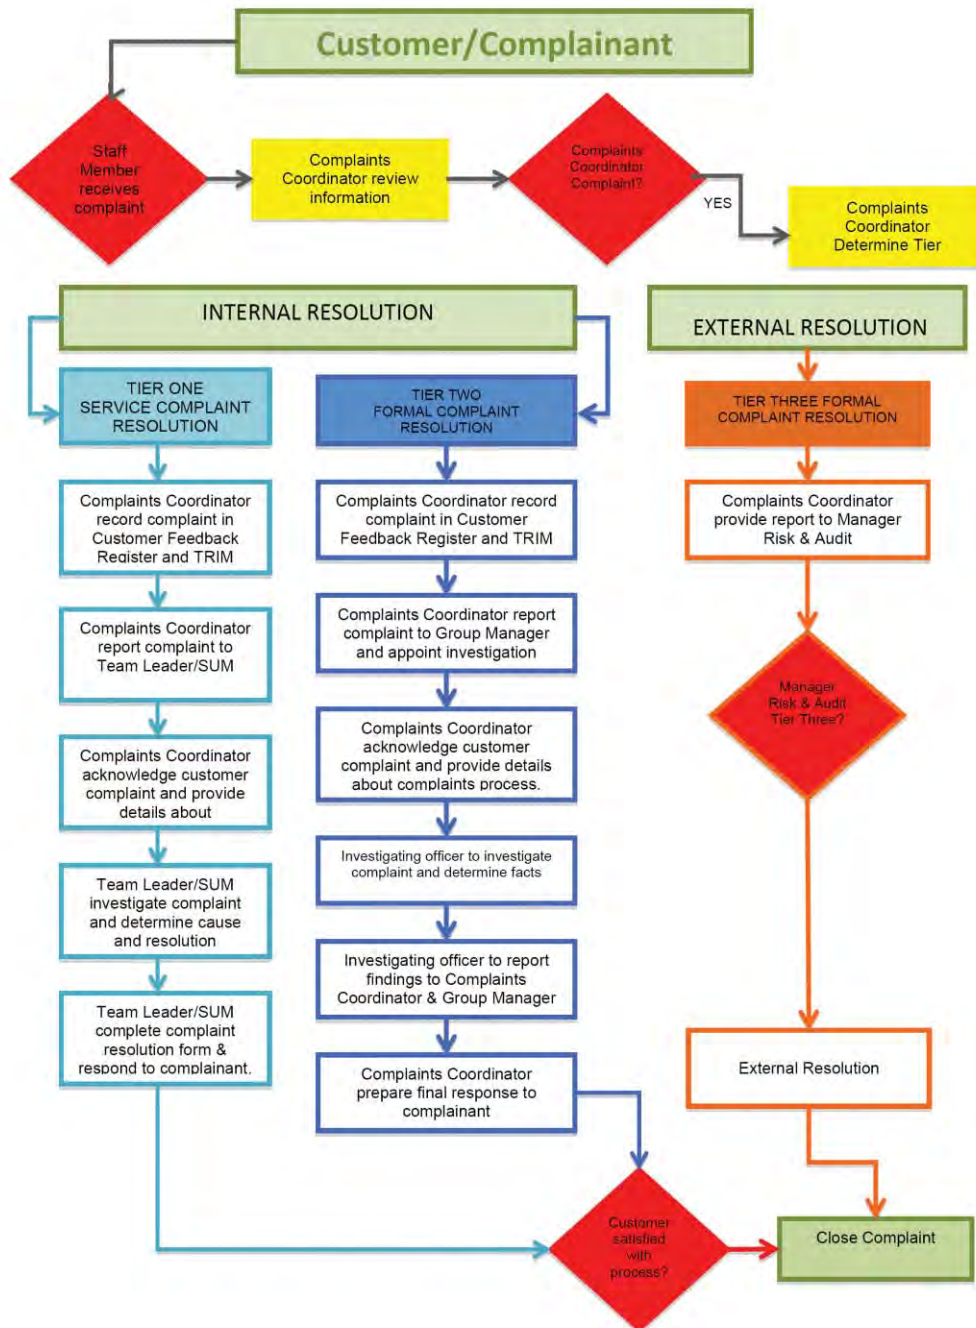 Customer/Complainant
Staff
Member
receives
complaint
Complaints
Coordinator review
information
Complaints
Coordinator
Complaint?
YES
Complaints
Coordinator
Determine Tier
INTERNAL RESOLUTION
EXTERNAL RESOLUTION
TIER ONE
SERVICE COMPLAINT
RESOLUTION
Complaints Coordinator
record complaint in
Customer Feedback
Register and TRIM
Complaints Coordinator
report complaint to
Team Leader/SUM
Complaints Coordinator
acknowledge customer
complaint and provide
details about
Team Leader/SUM
investigate complaint
and determine cause
and resolution
Team Leader/SUM
complete complaint
resolution form &
respond to complainant.
TIER TWO
FORMAL COMPLAINT
RESOLUTION
Complaints Coordinator record
complaint in Customer
Feedback Register and TRIM
Complaints Coordinator report
complaint to Group Manager
and appoint investigation
Complaints Coordinator
acknowledge customer
complaint and provide details
about complaints process.
Investigating officer to investigate
complaint and determine facts
Investigating officer to report
findings to Complaints
Coordinator & Group Manager
Complaints Coordinator
prepare final response to
complainant
TIER THREE FORMAL
COMPLAINT RESOLUTION
Complaints Coordinator
provide report to Manager
Risk & Audit
Manager
Risk & Audit
Tier Three?
External Resolution
Customer
satisfied
with
process?
Close Complaint